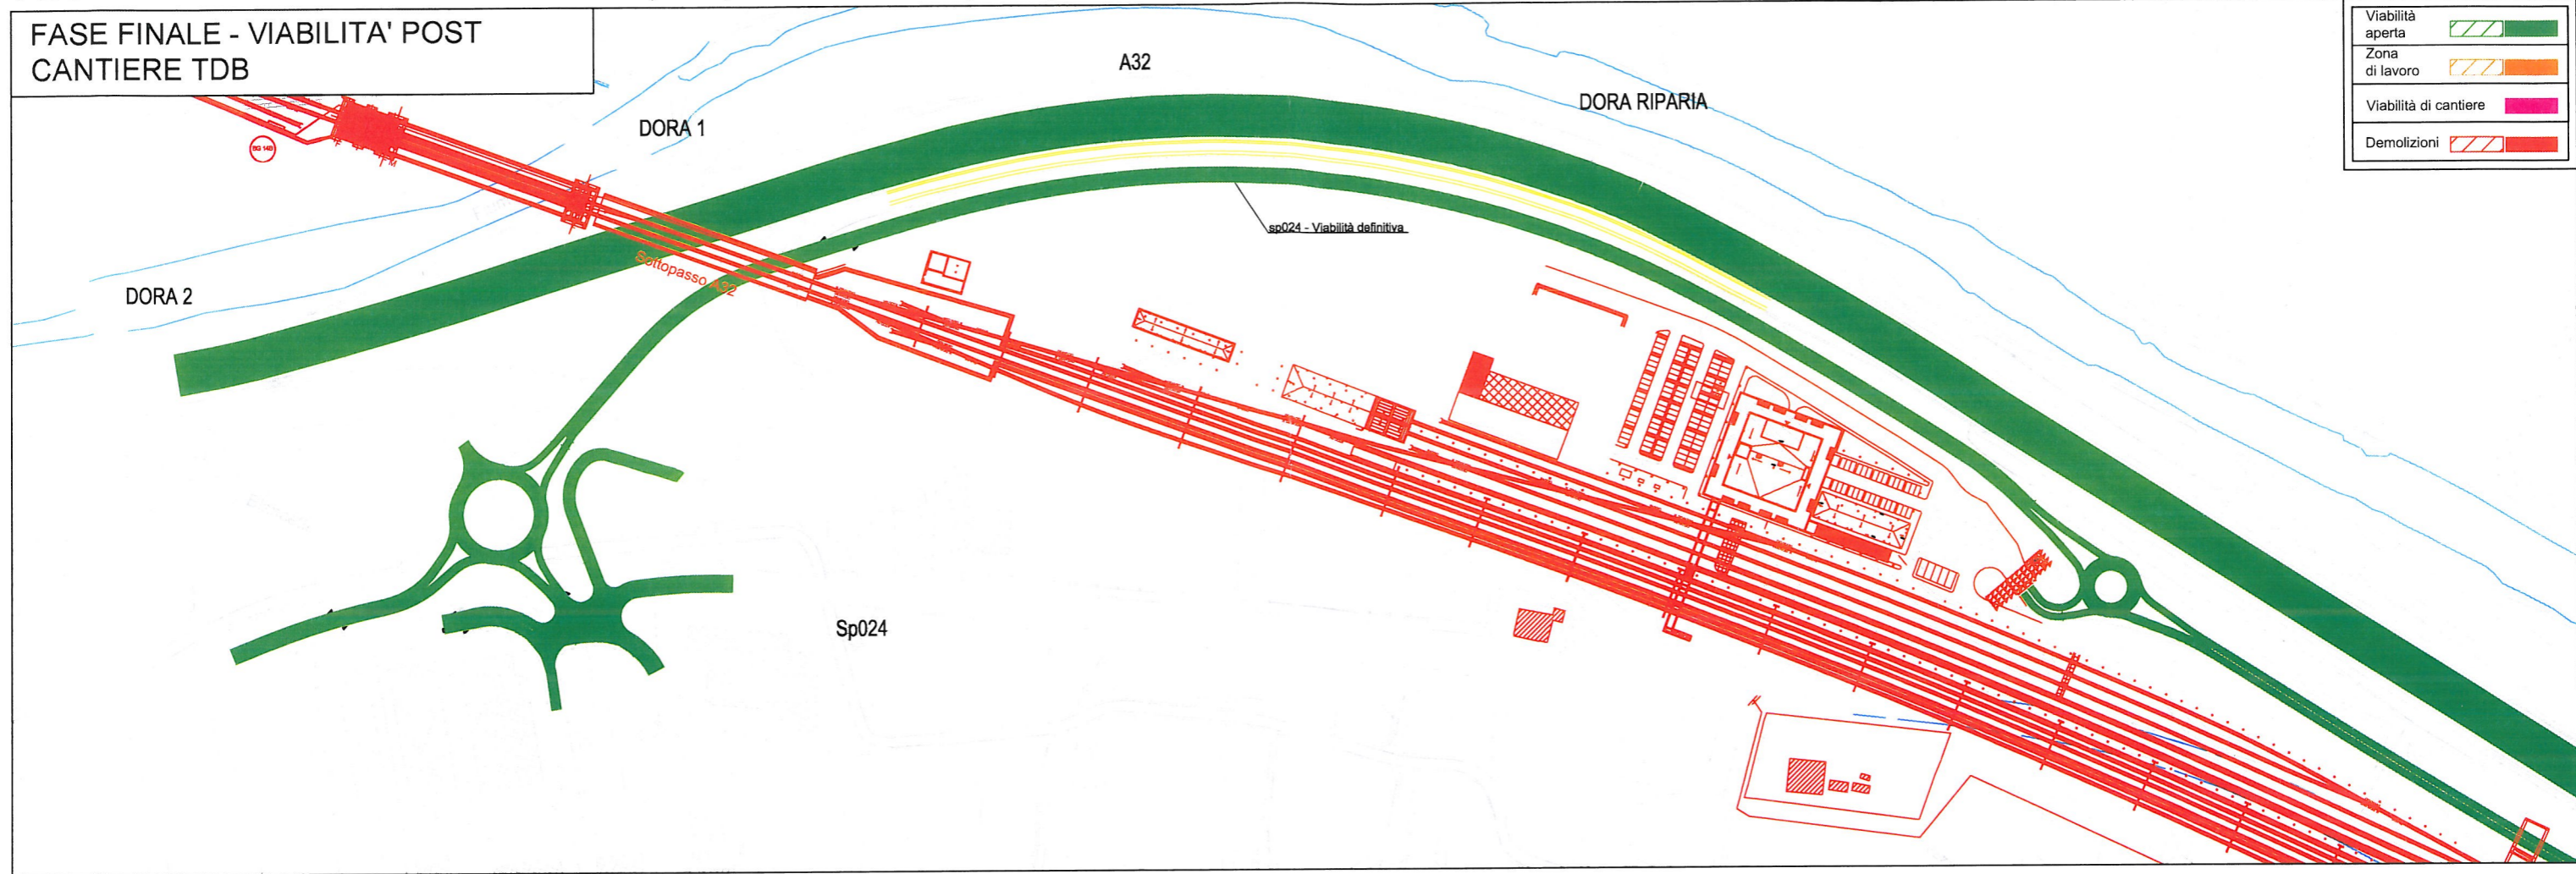 FASE FINALE - VIABILITA' POST
CANTIERE TDB
Viabilità
aperta
Zona
di lavoro
Viabilità di cantiere
Demolizioni
A32
DORA RIPARIA
DORA 1
sp024 - Viabilità definitiva
Sottopasso A32
DORA 2
Sp024